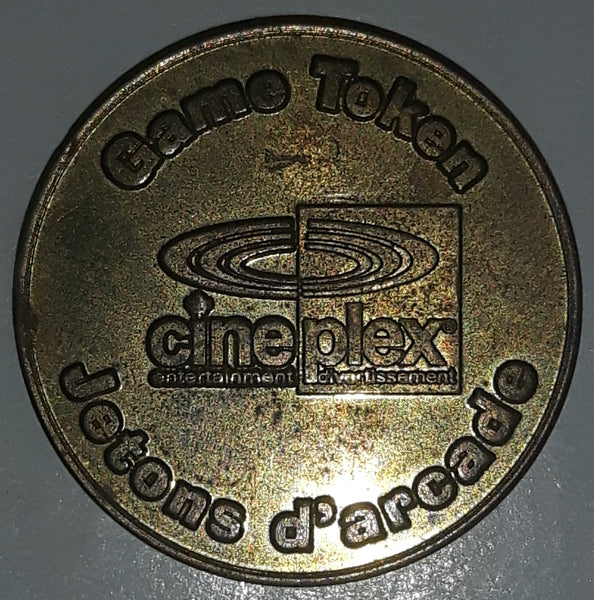 Game Token
cineplex®
entertainment divertissement
Jetons d'arcade